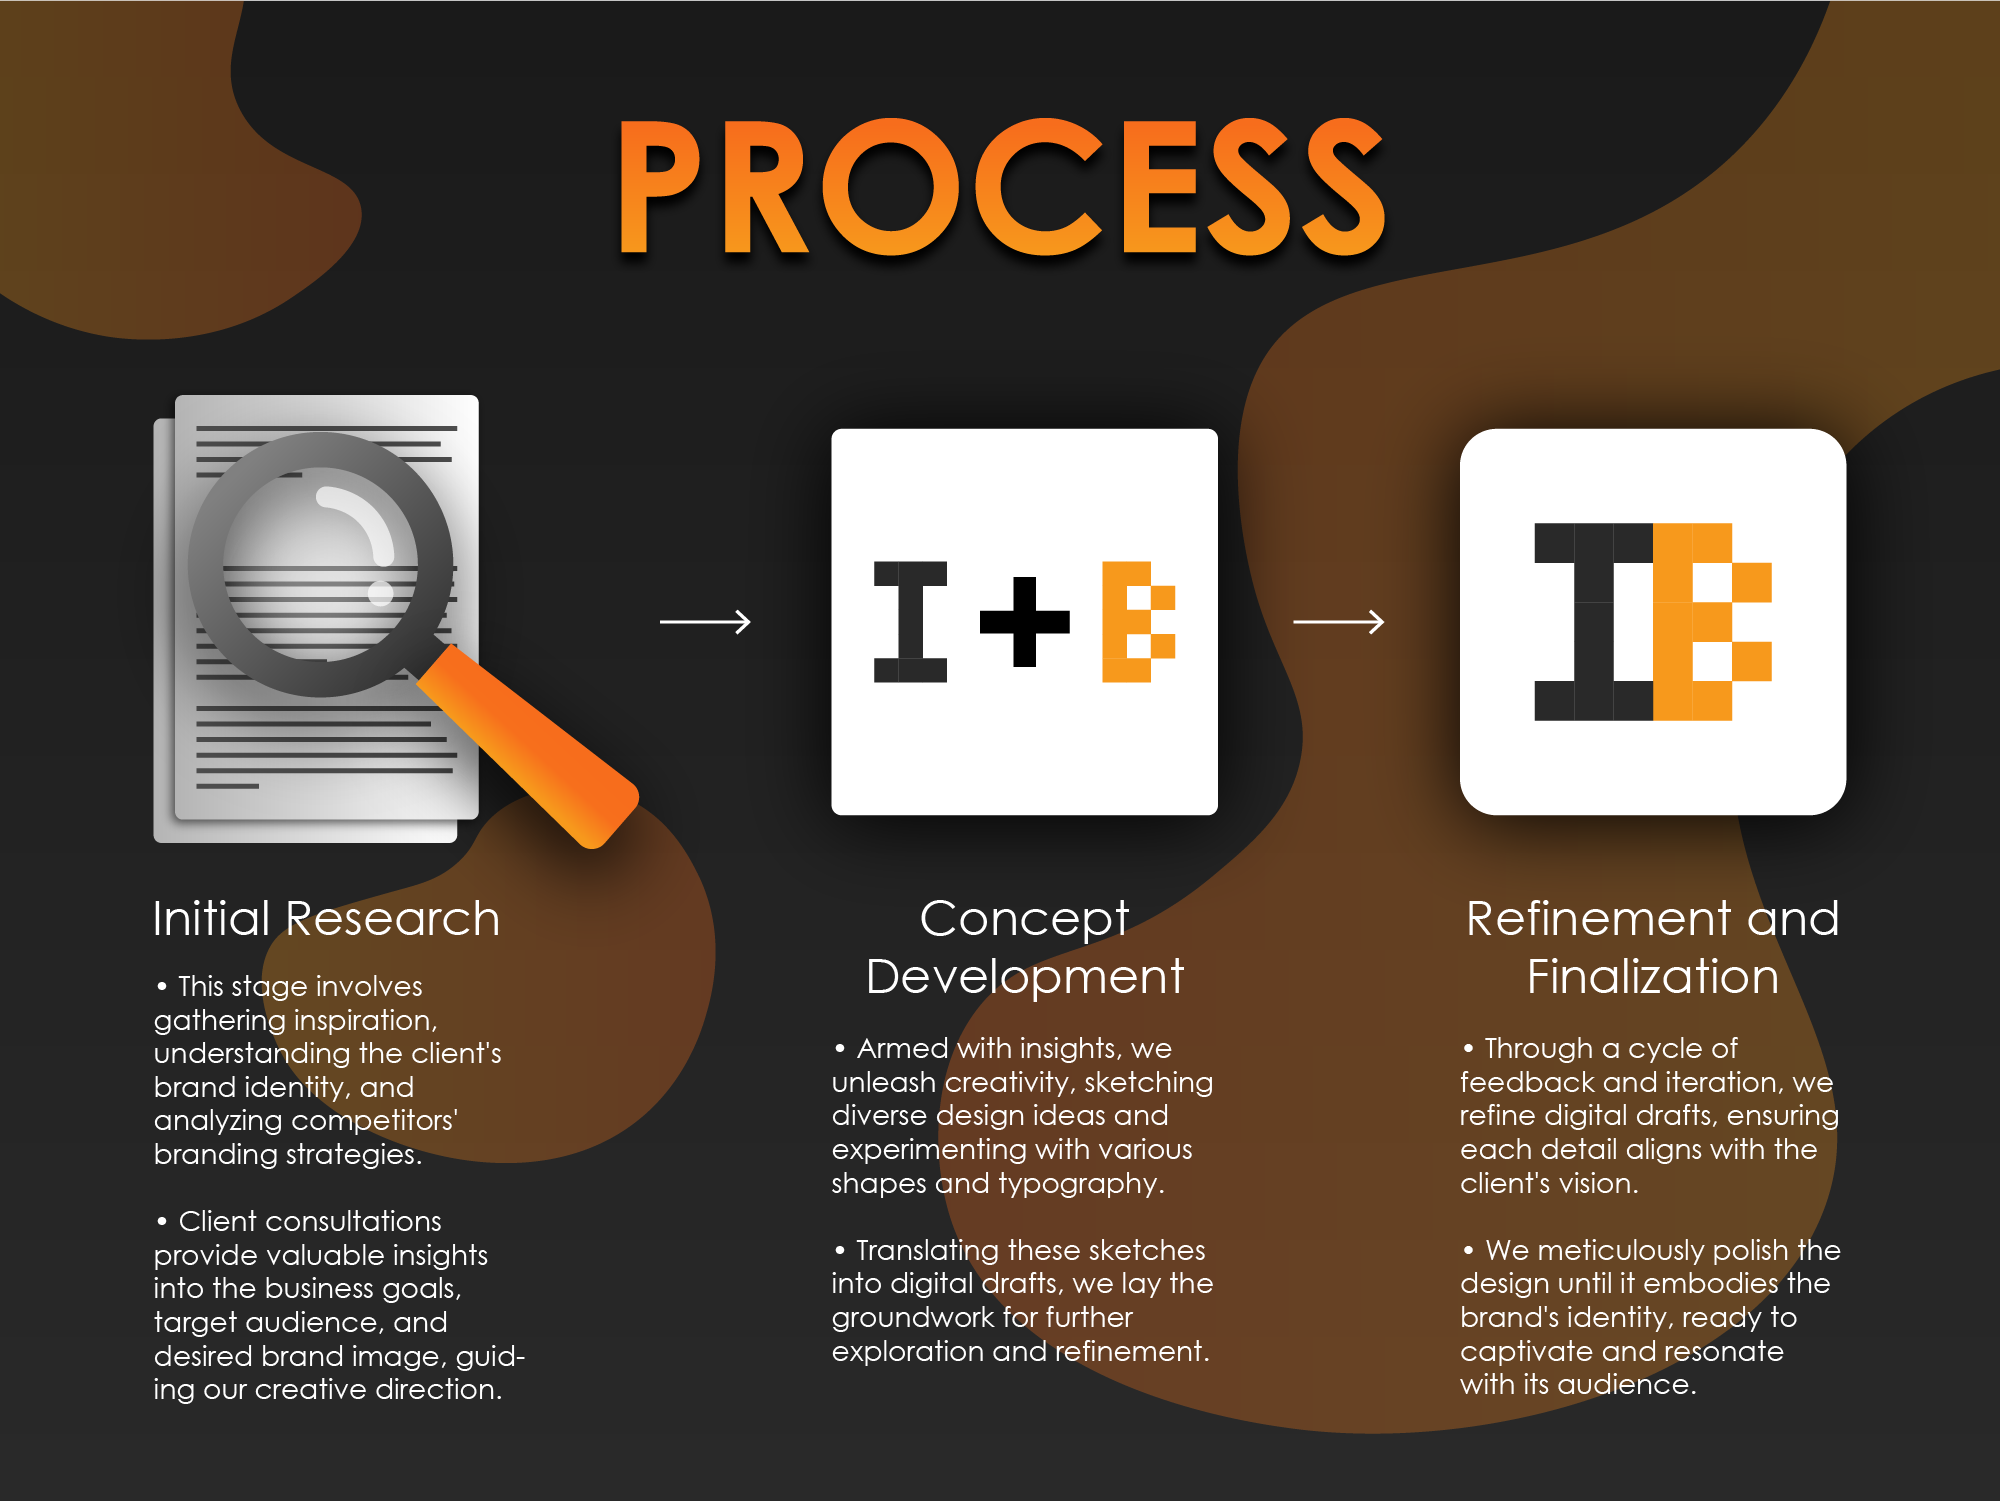 PROCESS
I + B
IB
Initial Research
• This stage involves
gathering inspiration,
understanding the client's
brand identity, and
analyzing competitors'
branding strategies.
• Client consultations
provide valuable insights
into the business goals,
target audience, and
desired brand image, guid-
ing our creative direction.
Concept
Development
• Armed with insights, we
unleash creativity, sketching
diverse design ideas and
experimenting with various
shapes and typography.
• Translating these sketches
into digital drafts, we lay the
groundwork for further
exploration and refinement.
Refinement and
Finalization
• Through a cycle of
feedback and iteration, we
refine digital drafts, ensuring
each detail aligns with the
client's vision.
• We meticulously polish the
design until it embodies the
brand's identity, ready to
captivate and resonate
with its audience.